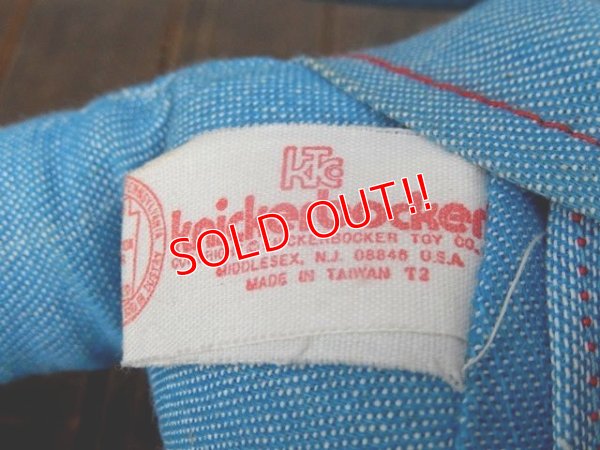 KTC
knickerbocker
KNICKERBOCKER TOY CO.,
MIDDLESEX, N.J. 08846 U.S.A
MADE IN TAIWAN T2
SOLD OUT!!